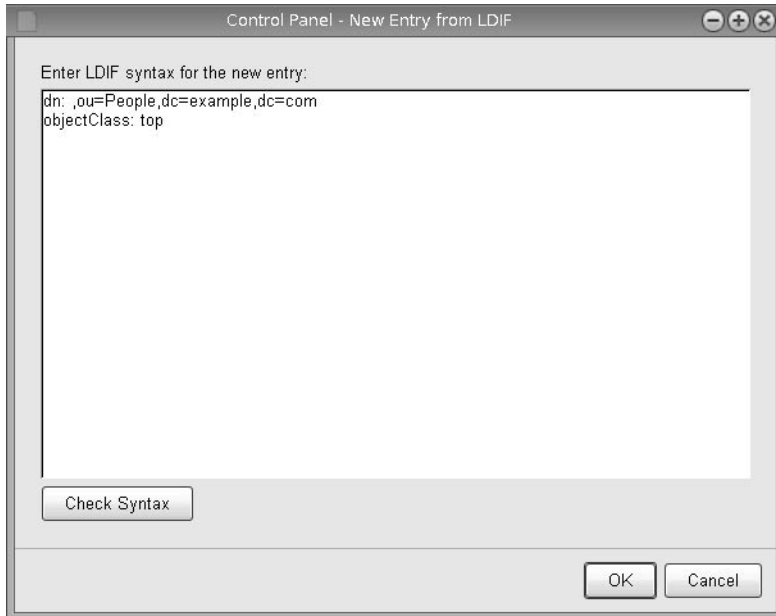 Control Panel - New Entry from LDIF
Enter LDIF syntax for the new entry:
dn: ,ou=People,dc=example,dc=com
objectClass: top
Check Syntax
OK Cancel